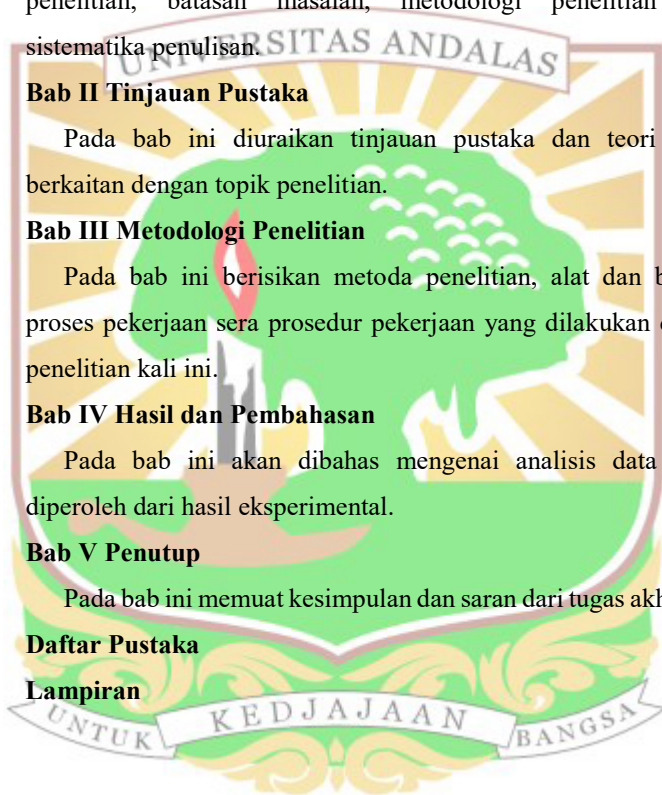 penelitian, batasan masalah, metodologi penelitian
sistematika penulisan.
UNIVERSITAS ANDALAS
Bab II Tinjauan Pustaka
Pada bab ini diuraikan tinjauan pustaka dan teori
berkaitan dengan topik penelitian.
Bab III Metodologi Penelitian
Pada bab ini berisikan metoda penelitian, alat dan
proses pekerjaan sera prosedur pekerjaan yang dilakukan
penelitian kali ini.
Bab IV Hasil dan Pembahasan
Pada bab ini akan dibahas mengenai analisis data
diperoleh dari hasil eksperimental.
Bab V Penutup
Pada bab ini memuat kesimpulan dan saran dari tugas
Daftar Pustaka
Lampiran
UNTUK KEDJAJAAN BANGSA